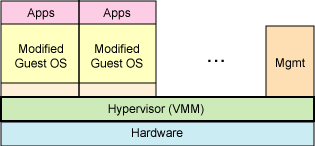 Apps
Apps
Modified
Guest OS
Modified
Guest OS
...
Mgmt
Hypervisor (VMM)
Hardware